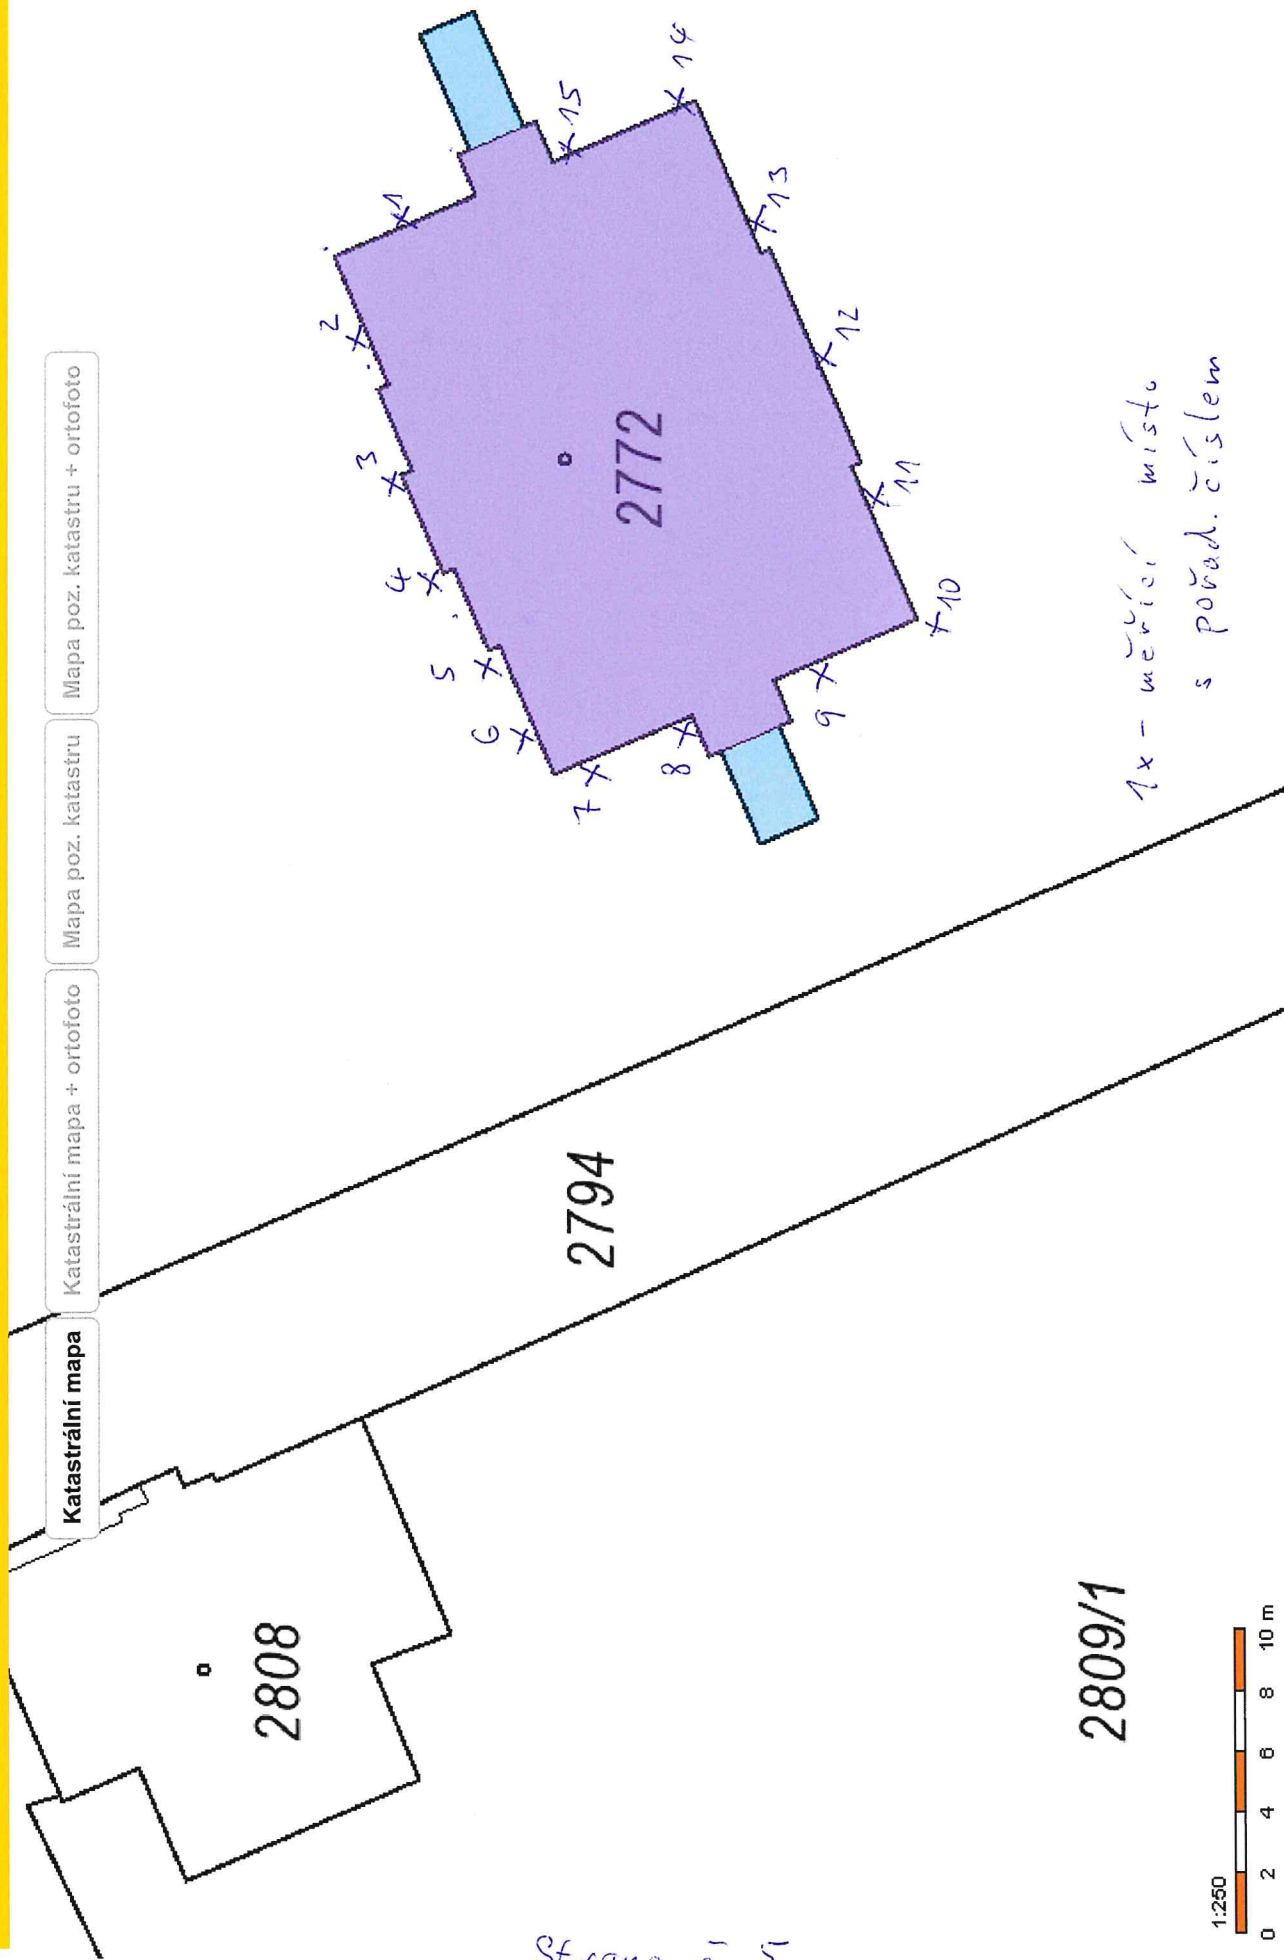 Katastrální mapa
Katastrální mapa + ortofoto
Mapa poz. katastru
Mapa poz. katastru + ortofoto
2808
2794
2772
2809/1
1
2
3
4
5
6
7
8
9
10
11
12
13
14
15
1x - měřící místo
s pořad. číslem
1:250
0 2 4 6 8 10 m